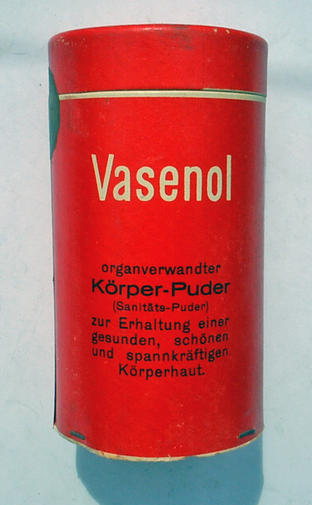 Vasenol
organverwandter
Körper-Puder
(Sanitäts-Puder)
zur Erhaltung einer
gesunden, schönen
und spannkräftigen
Körperhaut.